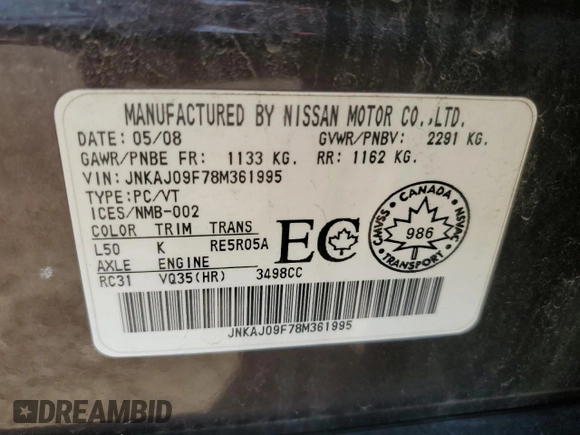 MANUFACTURED BY NISSAN MOTOR CO.,LTD.
DATE: 05/08 GVWR/PNBV: 2291 KG.
GAWR/PNBE FR: 1133 KG. RR: 1162 KG.
VIN: JNKAJ09F78M361995
TYPE:PC/VT
ICES/NMB-002
COLOR TRIM TRANS
L50 K RE5R05A
AXLE ENGINE
RC31 VQ35(HR) 3498CC
EC
CANADA
CMVSS 986 NSVAC
TRANSPORT
JNKAJ09F78M361995
DREAMBID